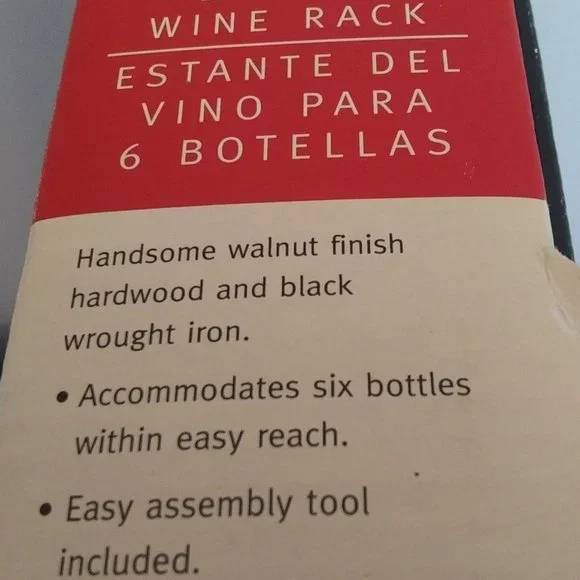 WINE RACK
ESTANTE DEL
VINO PARA
6 BOTELLAS
Handsome walnut finish
hardwood and black
wrought iron.
• Accommodates six bottles
within easy reach.
• Easy assembly tool
included.